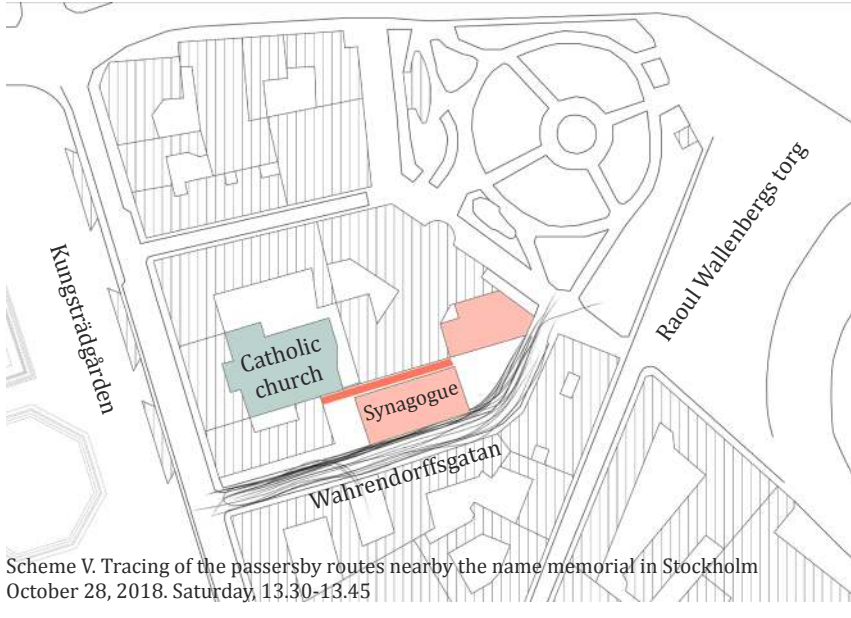 Raoul Wallenbergs torg
Kungsträdgården
Catholic
church
Synagogue
Wahrendorffsgatan
Scheme V. Tracing of the passersby routes nearby the name memorial in Stockholm
October 28, 2018. Saturday, 13.30-13.45